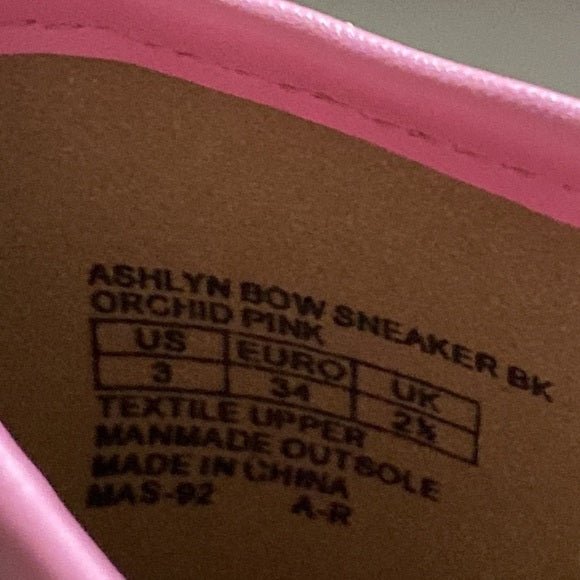 ASHLYN BOW SNEAKER BK
ORCHID PINK
US EURO UK
3 34 2½
TEXTILE UPPER
MANMADE OUTSOLE
MADE IN CHINA
MAS-92 A-R